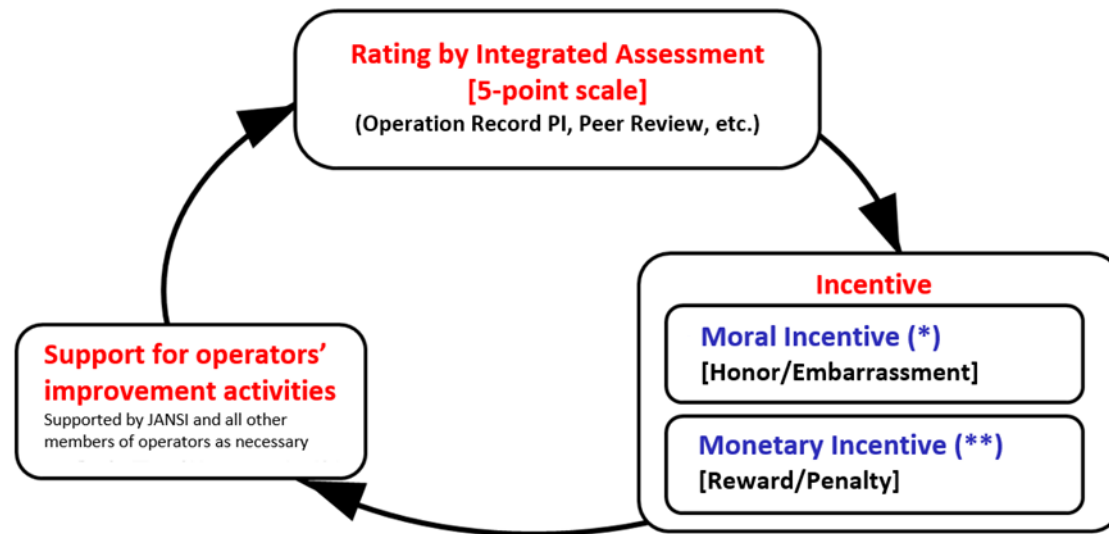 Rating by Integrated Assessment
[5-point scale]
(Operation Record PI, Peer Review, etc.)
Incentive
Moral Incentive (*)
[Honor/Embarrassment]
Monetary Incentive (**)
[Reward/Penalty]
Support for operators’
improvement activities
Supported by JANSI and all other
members of operators as necessary